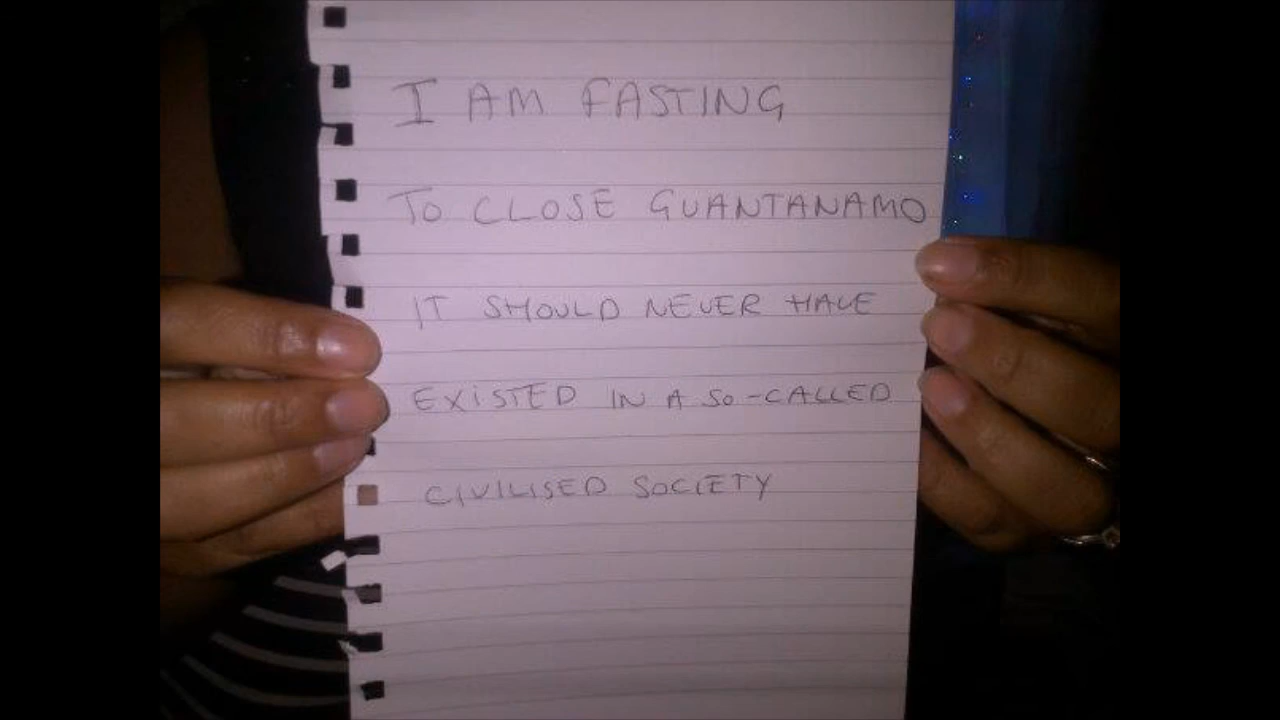 I AM FASTING
TO CLOSE GUANTANAMO
IT SHOULD NEVER HAVE
EXISTED IN A SO-CALLED
CIVILISED SOCIETY